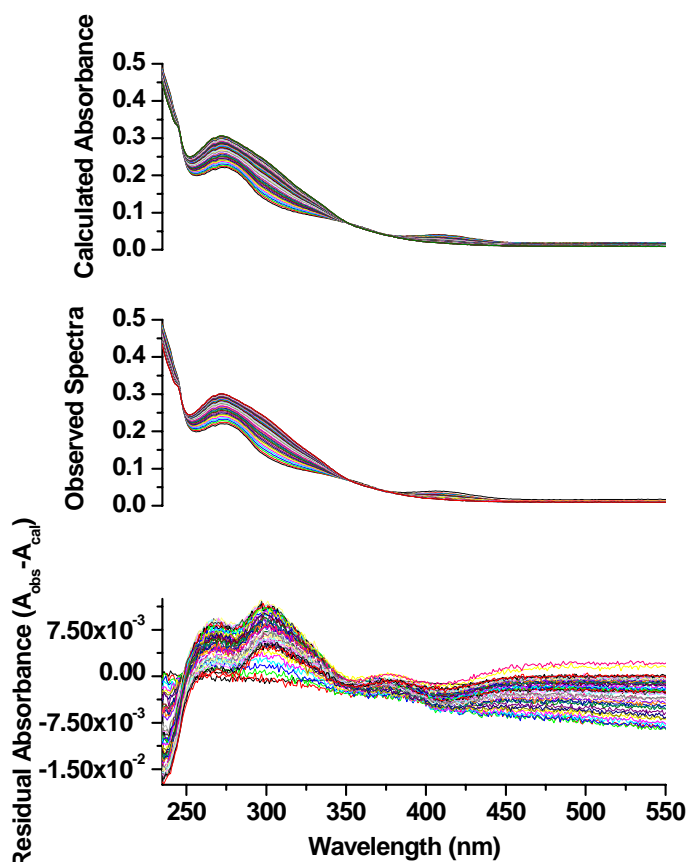 Calculated Absorbance
0.5
0.4
0.3
0.2
0.1
0.0
Observed Spectra
0.5
0.4
0.3
0.2
0.1
0.0
Residual Absorbance (A_obs-A_cal)
7.50x10⁻³
0.00
-7.50x10⁻³
-1.50x10⁻²
250 300 350 400 450 500 550
Wavelength (nm)